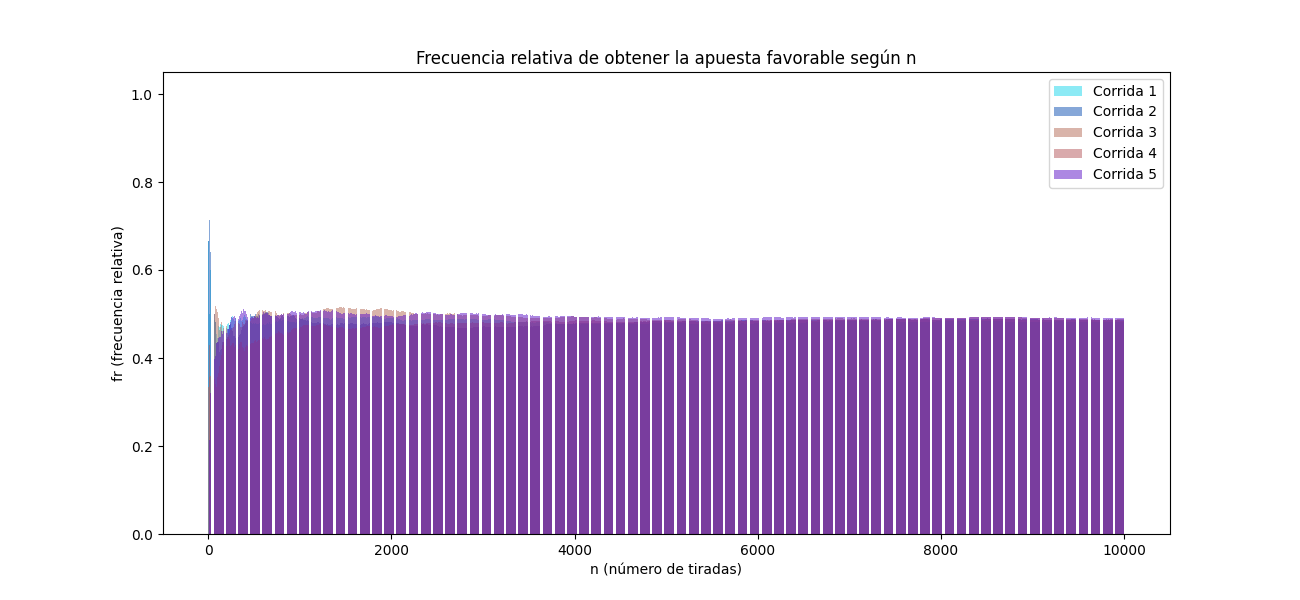 Frecuencia relativa de obtener la apuesta favorable según n
1.0
0.8
0.6
0.4
0.2
0.0
fr (frecuencia relativa)
Corrida 1
Corrida 2
Corrida 3
Corrida 4
Corrida 5
0 2000 4000 6000 8000 10000
n (número de tiradas)